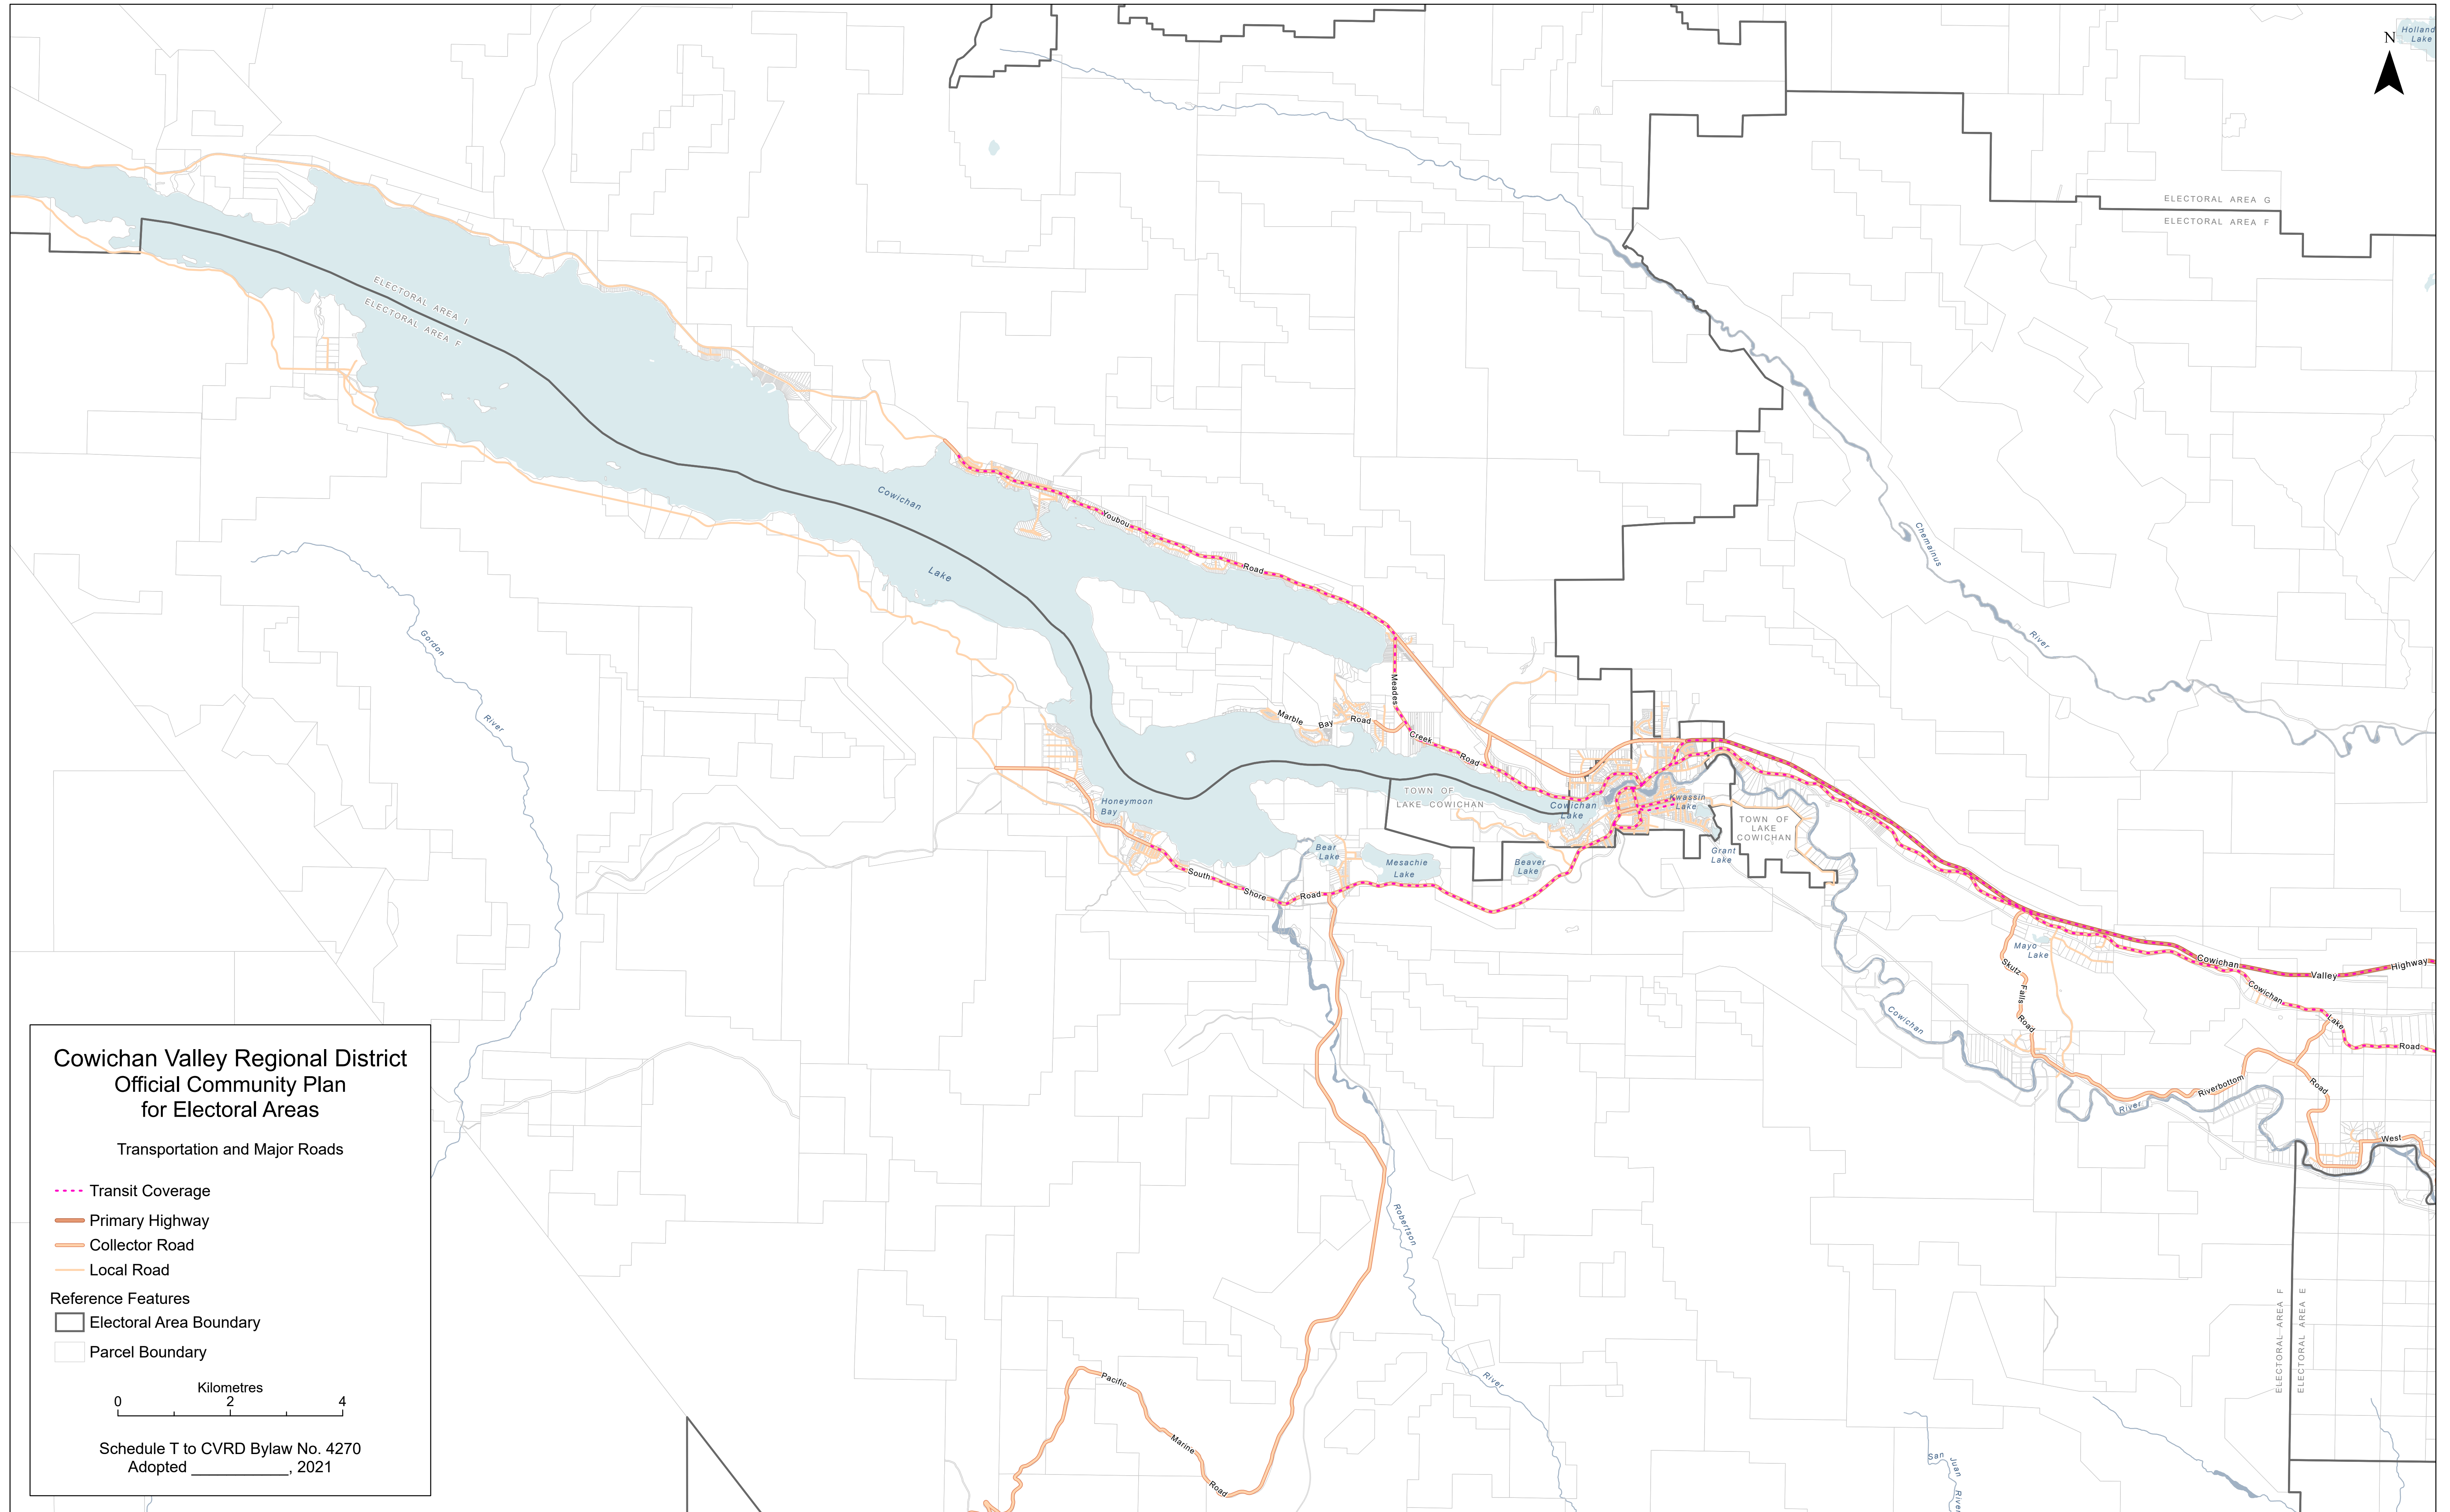 Holland
Lake
N
ELECTORAL AREA G
ELECTORAL AREA F
ELECTORAL AREA I
ELECTORAL AREA F
Cowichan
Lake
Youbou
Road
Chemainus
River
Gordon
River
Meades
Creek
Road
Marble Bay Road
Honeymoon
Bay
TOWN OF
LAKE COWICHAN
Cowichan
Lake
Kwassin
Lake
TOWN OF
LAKE
COWICHAN
Grant
Lake
Bear
Lake
Mesachie
Lake
Beaver
Lake
South Shore Road
Mayo
Lake
Skutz
Falls
Road
Cowichan Valley Highway
Cowichan
Lake
Road
Cowichan
River
Riverbottom
Road
West
Robertson
River
Pacific
Marine
Road
San Juan River
ELECTORAL AREA F
ELECTORAL AREA E
Cowichan Valley Regional District
Official Community Plan
for Electoral Areas
Transportation and Major Roads
Transit Coverage
Primary Highway
Collector Road
Local Road
Reference Features
Electoral Area Boundary
Parcel Boundary
Kilometres
0 2 4
Schedule T to CVRD Bylaw No. 4270
Adopted ___________, 2021